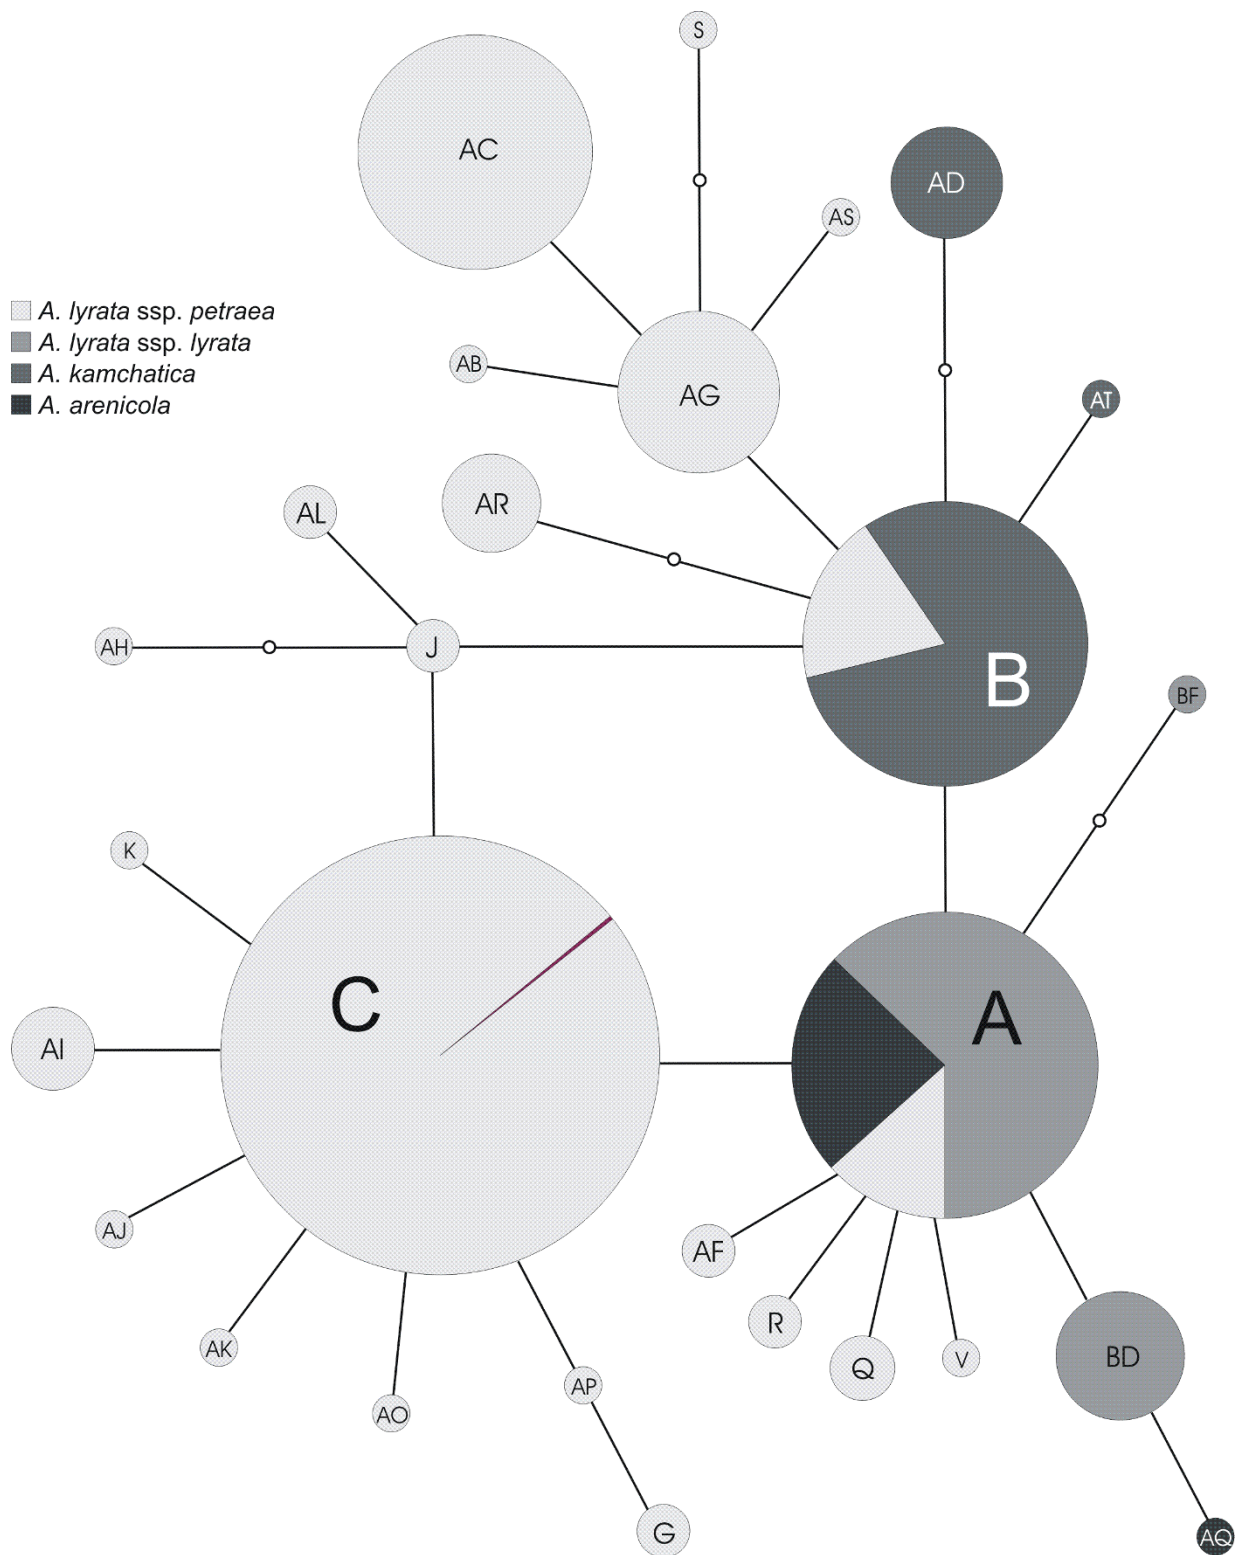 S
AC
AD
AS
A. lyrata ssp. petraea
A. lyrata ssp. lyrata
A. kamchatica
A. arenicola
AB
AG
AT
AR
AL
AH
J
B
BF
K
C
A
AI
AJ
AF
R
AK
Q
V
BD
AP
AO
G
AQ